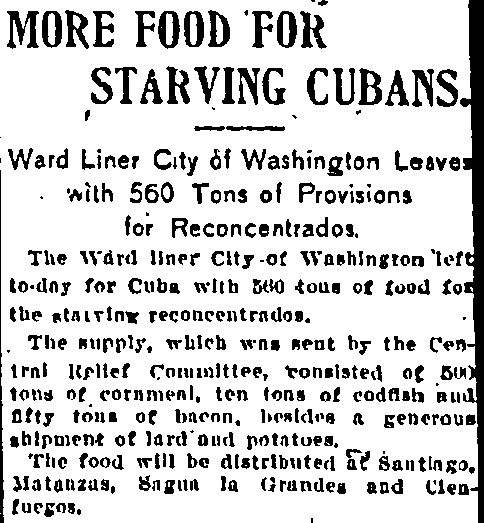 MORE FOOD FOR
STARVING CUBANS.
Ward Liner City of Washington Leaves
with 560 Tons of Provisions
for Reconcentrados.
The Ward liner City of Washington left
to-day for Cuba with 560 tons of food for
the starving reconcentrados.
The supply, which was sent by the Cen-
tral Relief Committee, consisted of 500
tons of cornmeal, ten tons of codfish and
fifty tons of bacon, besides a generous
shipment of lard and potatoes.
The food will be distributed at Santiago,
Matanzas, Sagua la Grandes and Cien-
fuegos.